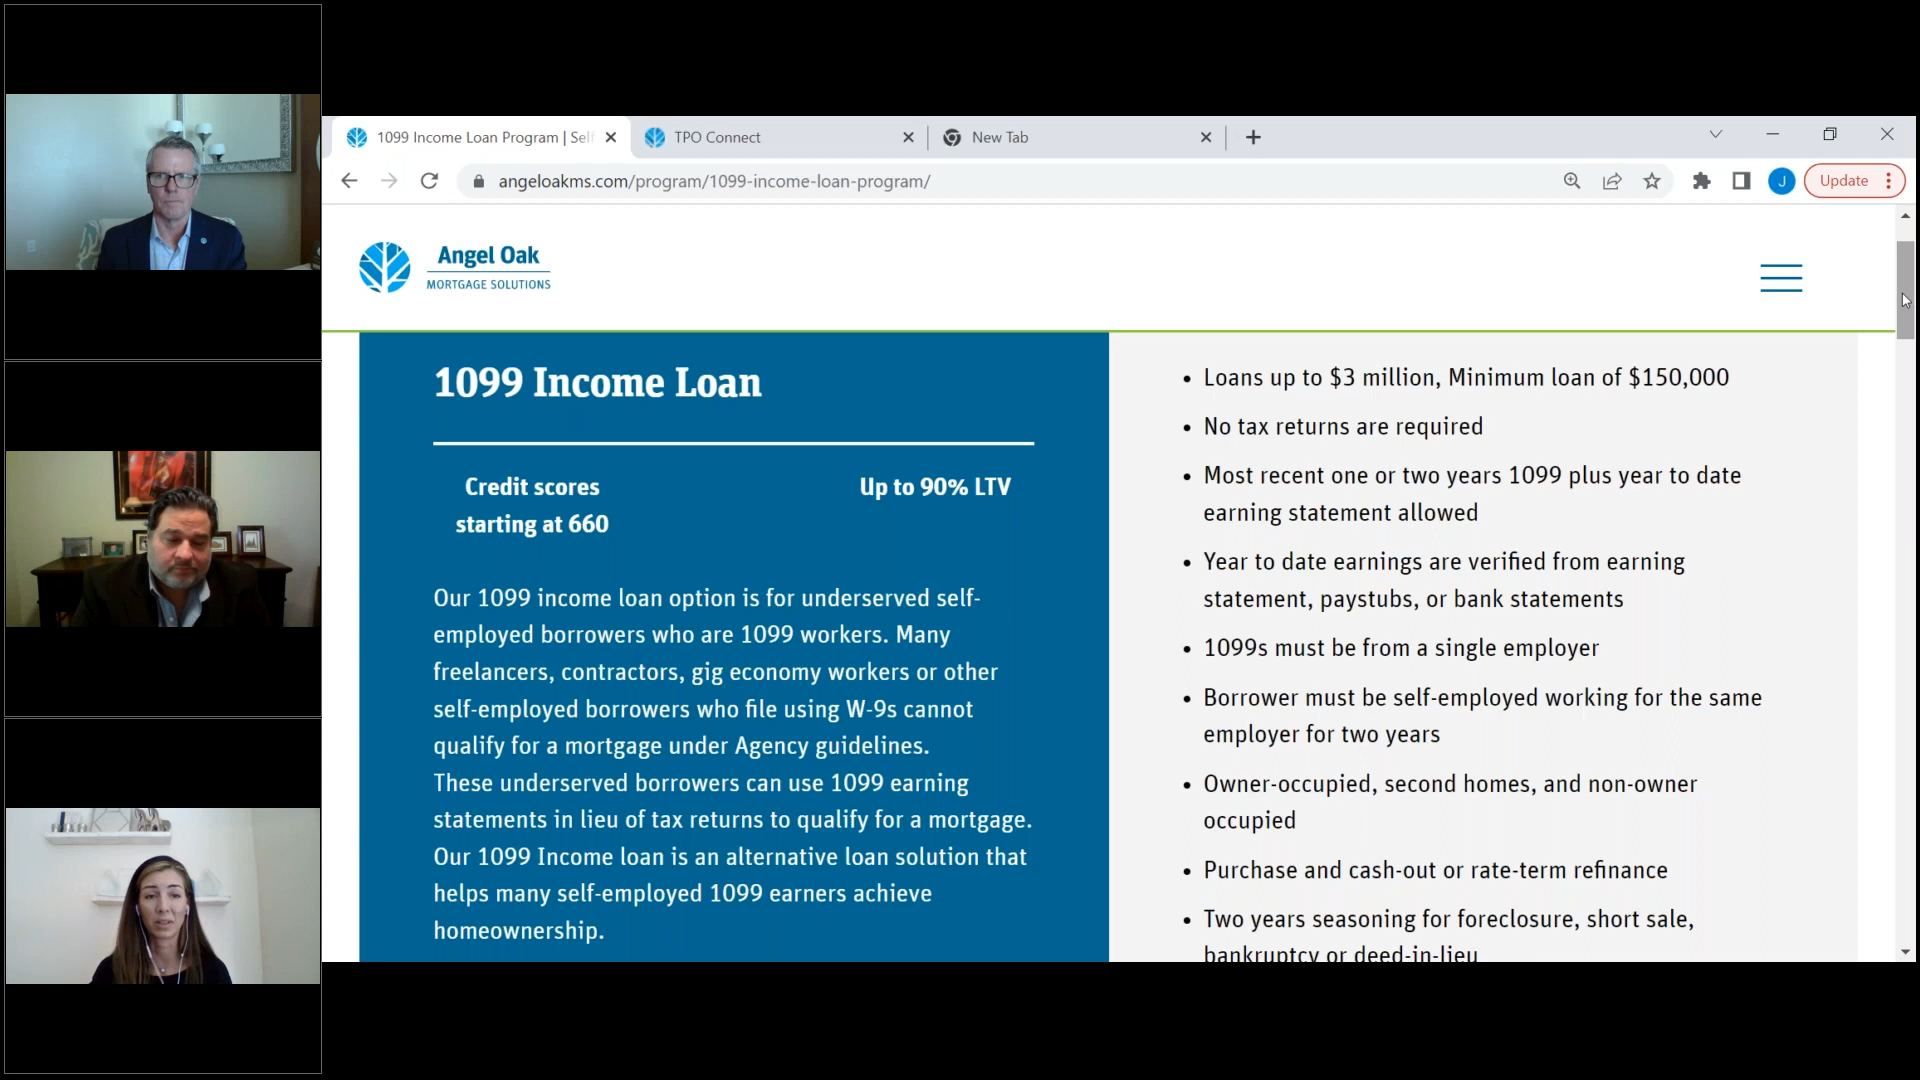 1099 Income Loan Program | Self
TPO Connect
New Tab
angeloakms.com/program/1099-income-loan-program/
J
Update
Angel Oak
MORTGAGE SOLUTIONS
1099 Income Loan
Credit scores
starting at 660
Up to 90% LTV
Our 1099 income loan option is for underserved self-
employed borrowers who are 1099 workers. Many
freelancers, contractors, gig economy workers or other
self-employed borrowers who file using W-9s cannot
qualify for a mortgage under Agency guidelines.
These underserved borrowers can use 1099 earning
statements in lieu of tax returns to qualify for a mortgage.
Our 1099 Income loan is an alternative loan solution that
helps many self-employed 1099 earners achieve
homeownership.
• Loans up to $3 million, Minimum loan of $150,000
• No tax returns are required
• Most recent one or two years 1099 plus year to date
earning statement allowed
• Year to date earnings are verified from earning
statement, paystubs, or bank statements
• 1099s must be from a single employer
• Borrower must be self-employed working for the same
employer for two years
• Owner-occupied, second homes, and non-owner
occupied
• Purchase and cash-out or rate-term refinance
• Two years seasoning for foreclosure, short sale,
bankruptcy or deed-in-lieu